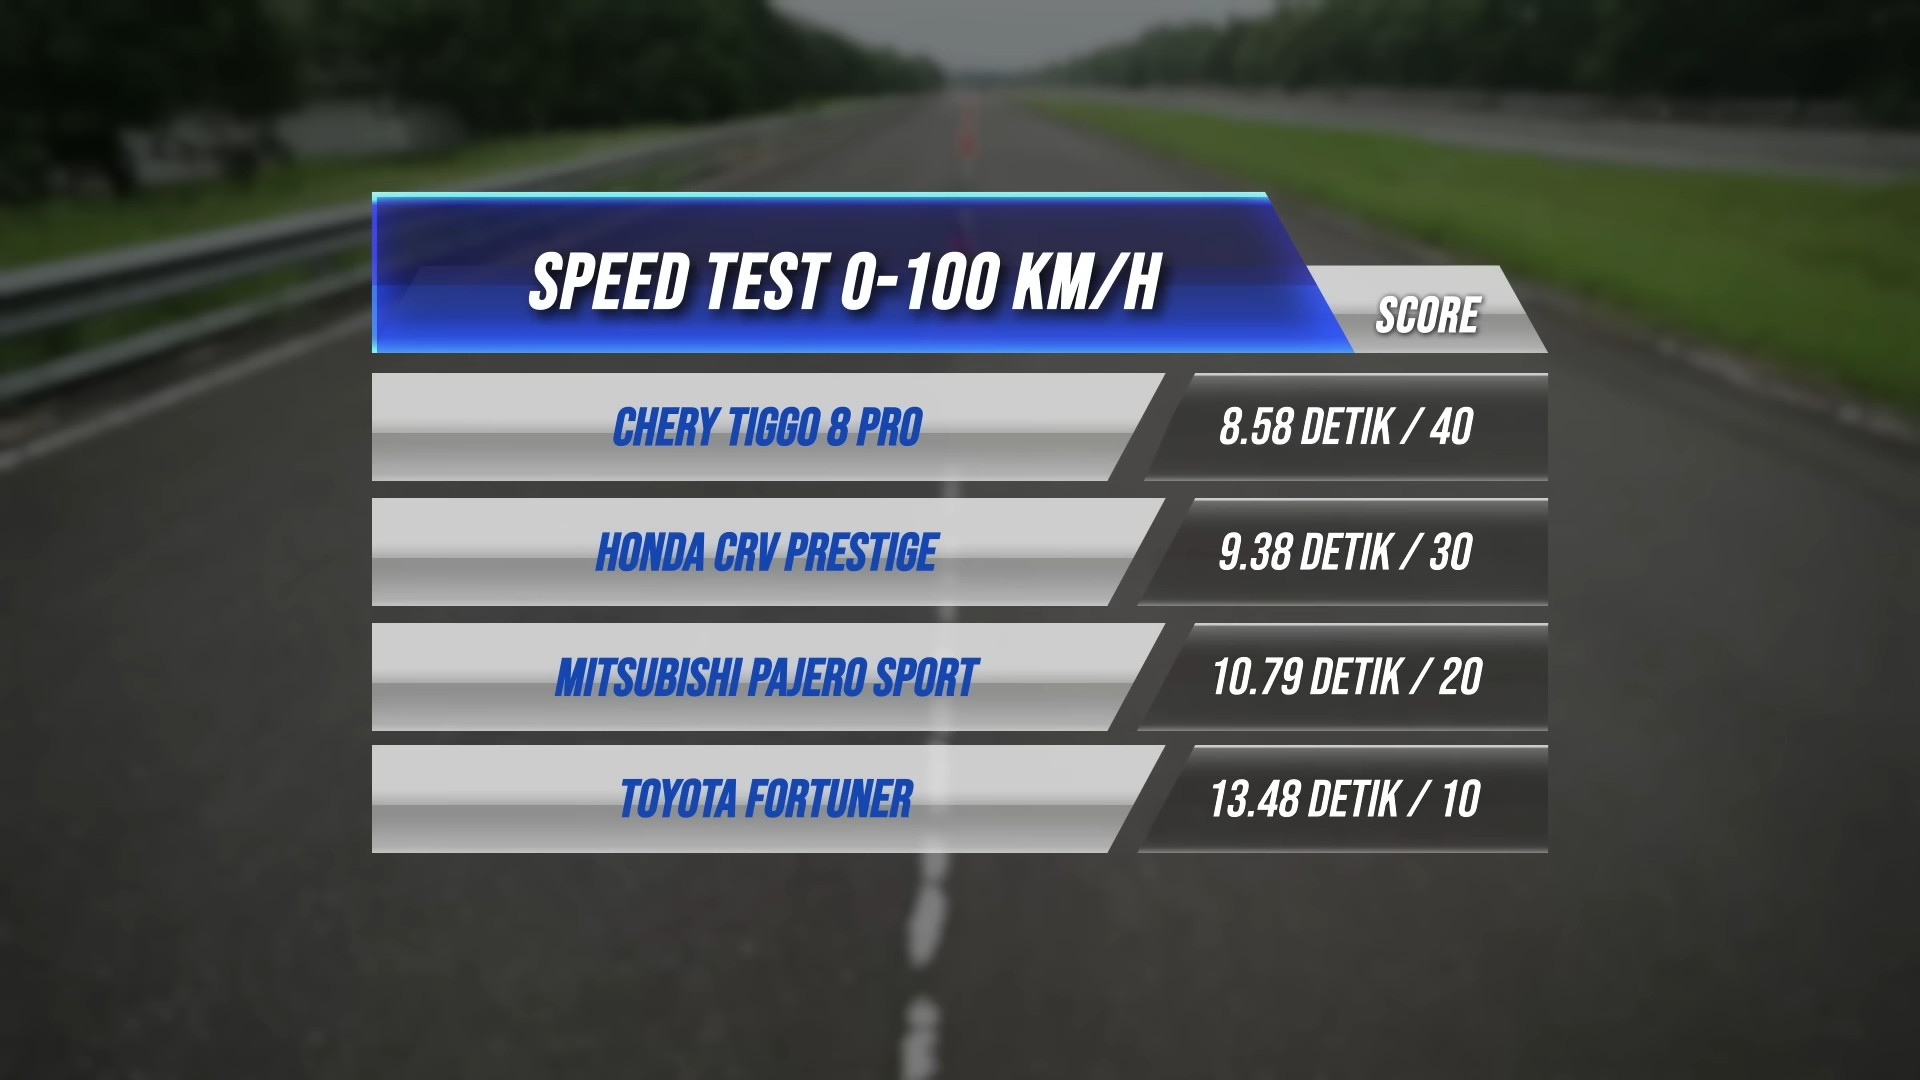 SPEED TEST 0-100 KM/H
SCORE
CHERY TIGGO 8 PRO
8.58 DETIK / 40
HONDA CRV PRESTIGE
9.38 DETIK / 30
MITSUBISHI PAJERO SPORT
10.79 DETIK / 20
TOYOTA FORTUNER
13.48 DETIK / 10